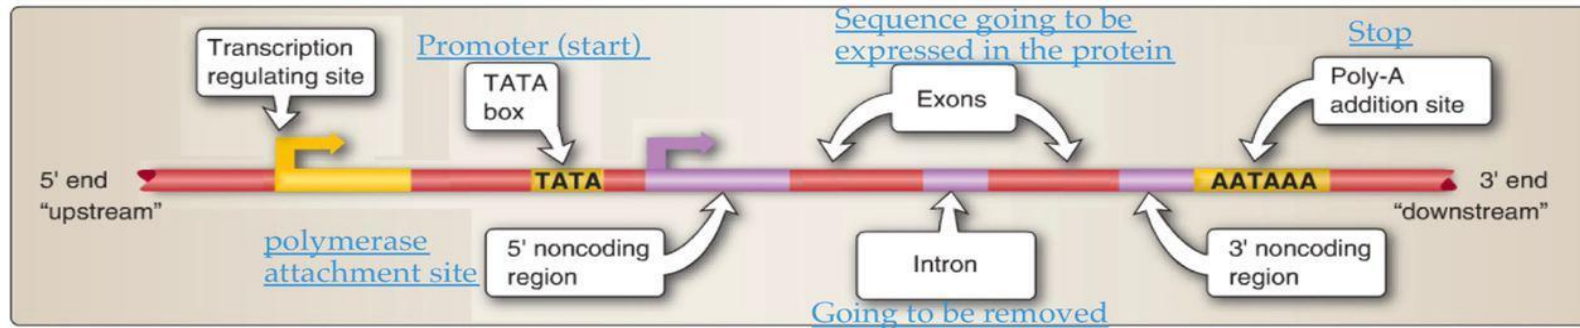 Transcription
regulating site
Promoter (start)
TATA
box
Sequence going to be
expressed in the protein
Exons
Stop
Poly-A
addition site
5' end
"upstream"
TATA
AATAAA
3' end
"downstream"
polymerase
attachment site
5' noncoding
region
Intron
Going to be removed
3' noncoding
region